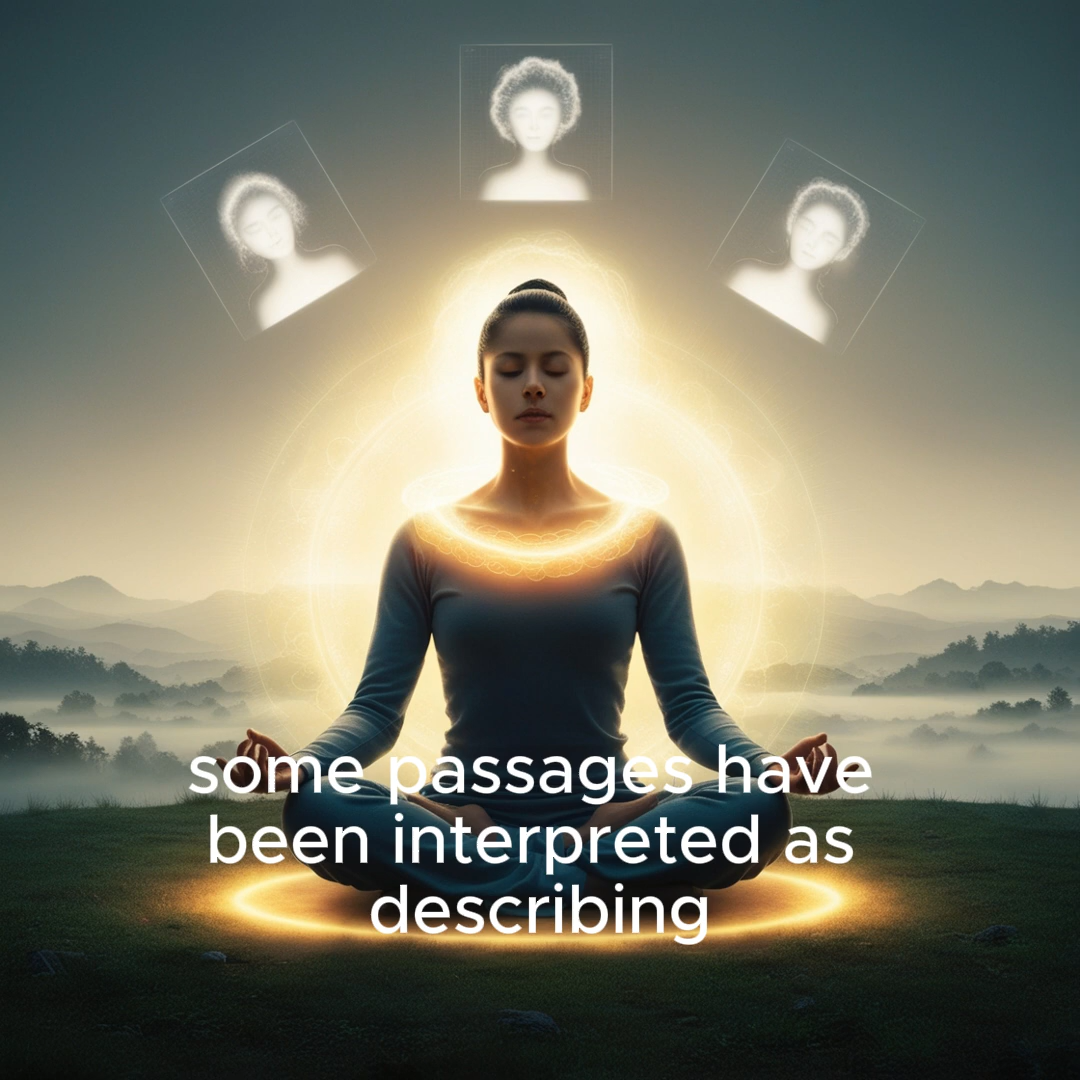 some passages have
been interpreted as
describing